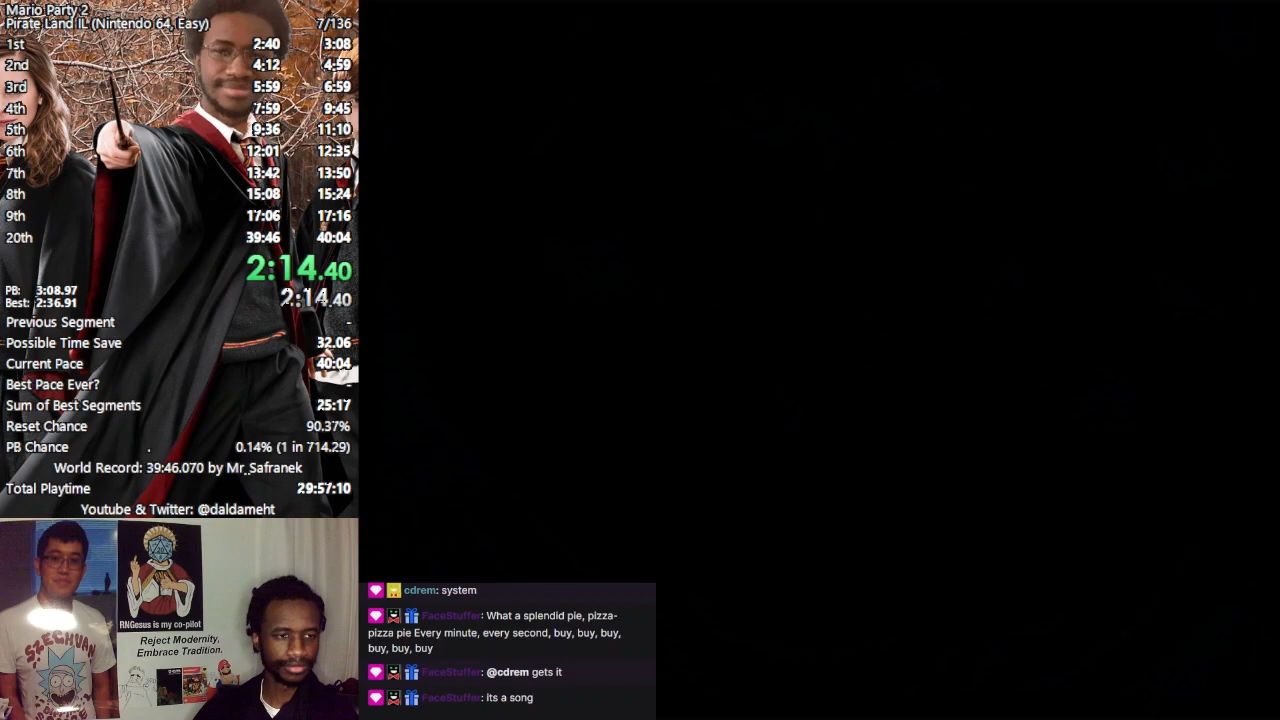 Mario Party 2
Pirate Land IL (Nintendo 64, Easy) 7/136
1st 2:40 3:08
2nd 4:12 4:59
3rd 5:59 6:59
4th 7:59 9:45
5th 9:36 11:10
6th 12:01 12:35
7th 13:42 13:50
8th 15:08 15:24
9th 17:06 17:16
20th 39:46 40:04
2:14.40
PB: 3:08.97
Best: 2:36.91
2:14.40
Previous Segment -
Possible Time Save 32.06
Current Pace 40:04
Best Pace Ever? -
Sum of Best Segments 25:17
Reset Chance 90.37%
PB Chance 0.14% (1 in 714.29)
World Record: 39:46.070 by Mr_Safranek
Total Playtime 29:57:10
Youtube & Twitter: @daldameht
SZECHUAN
RNGesus is my co-pilot
Reject Modernity,
Embrace Tradition.
cdrem: system
FaceStuffer: What a splendid pie, pizza-
pizza pie Every minute, every second, buy, buy, buy,
buy, buy, buy
FaceStuffer: @cdrem gets it
FaceStuffer: its a song